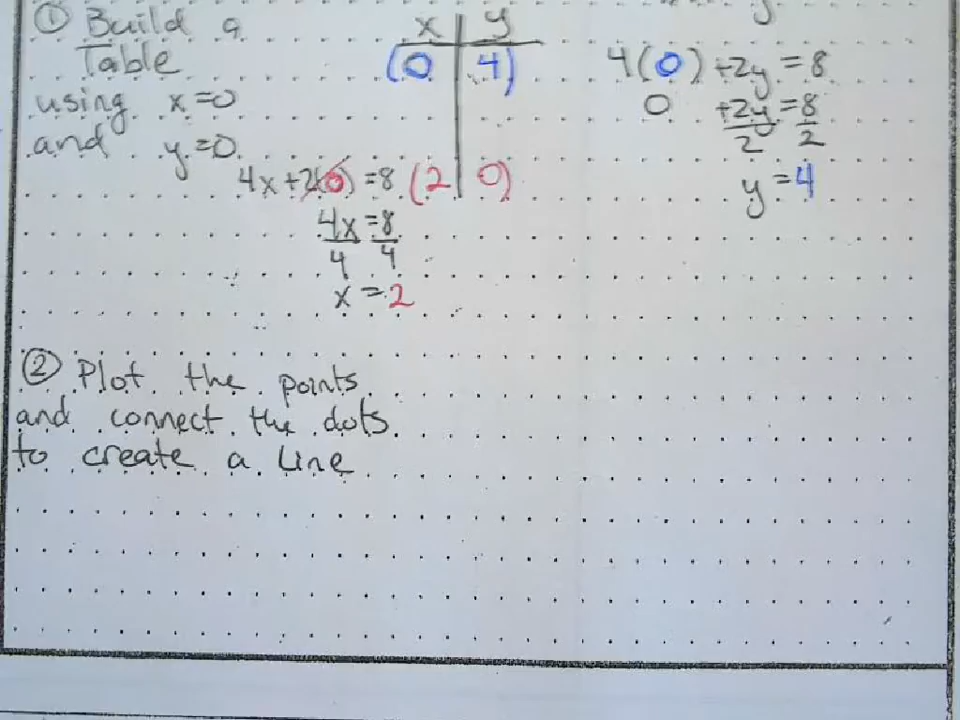 ① Build a
Table
using x=0
and y=0
x y
(0 4)
(2 0)
4x+2(0)=8
4x=8
4 4
x=2
4(0)+2y=8
0 +2y=8
2 2
y=4
② Plot the points
and connect the dots
to create a line